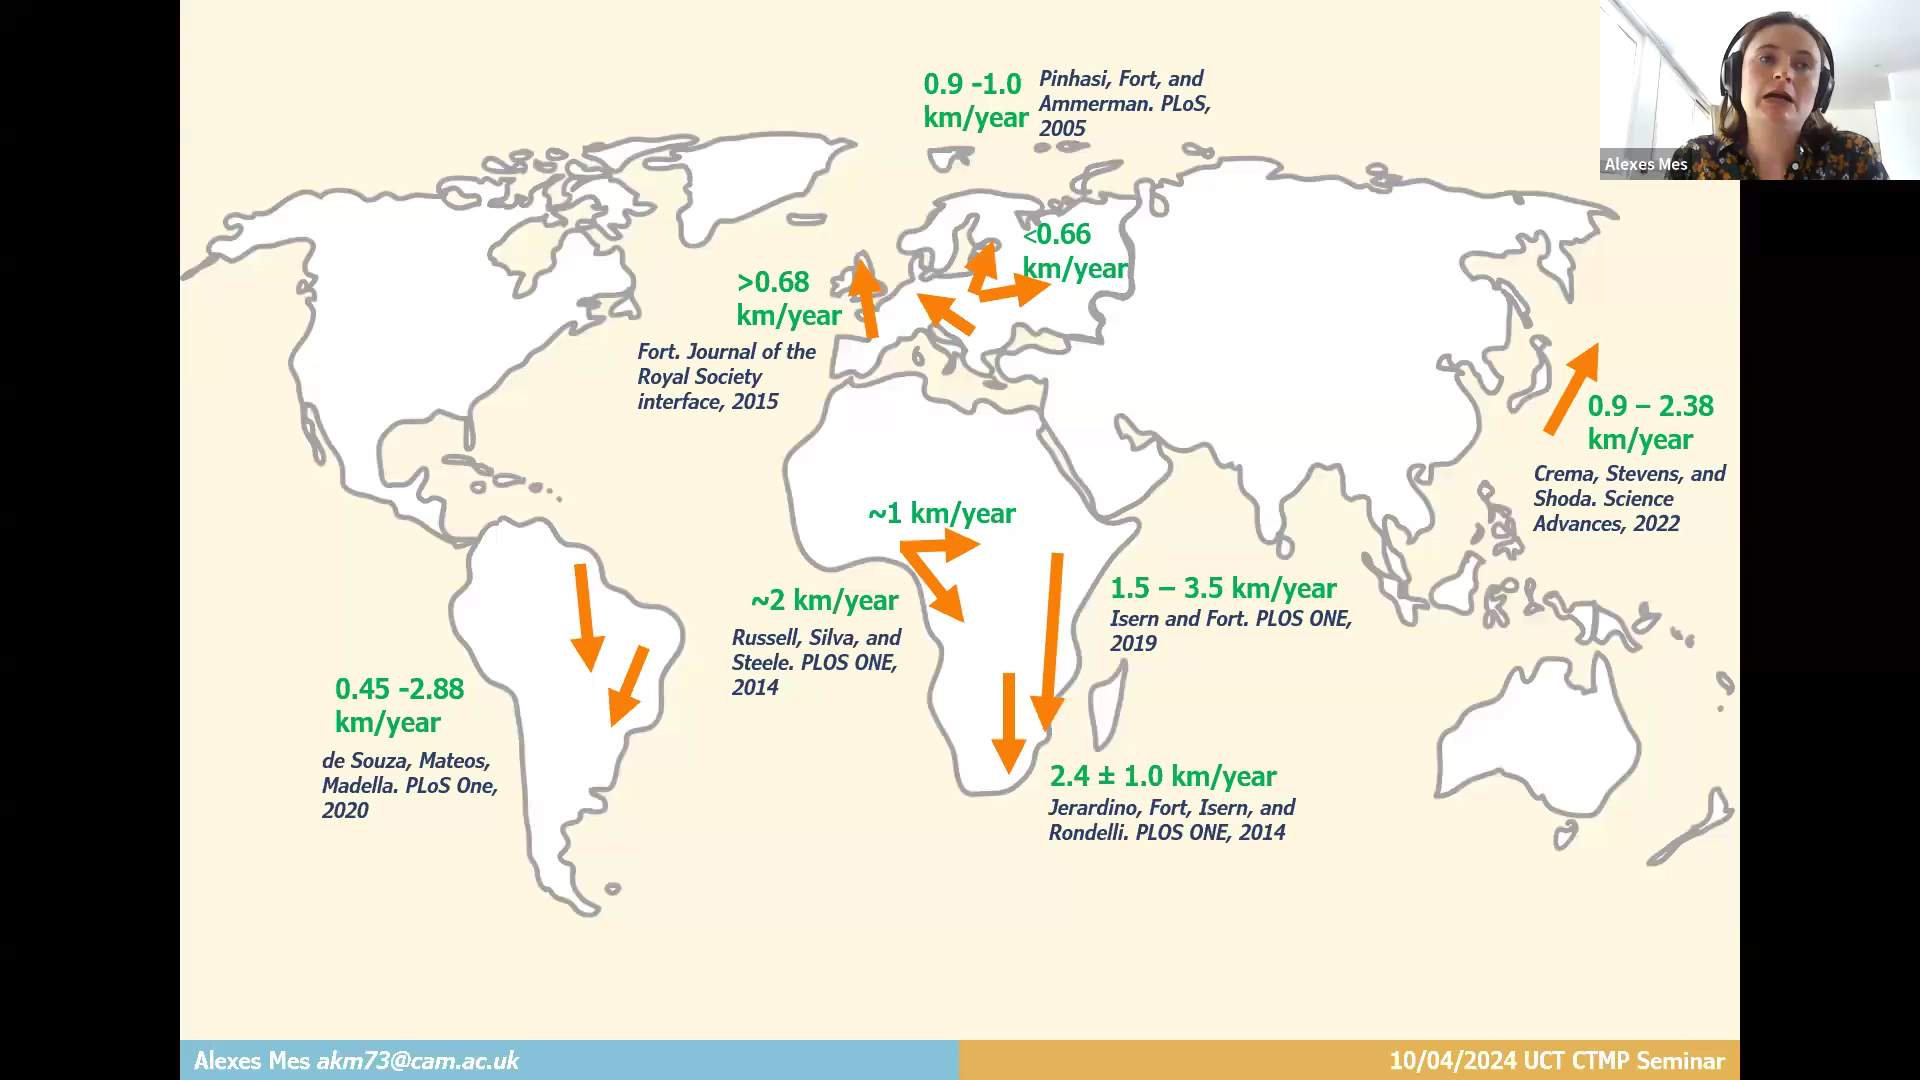 0.9 -1.0
km/year
Pinhasi, Fort, and
Ammerman. PLoS,
2005
Alexes Mes
<0.66
km/year
>0.68
km/year
Fort. Journal of the
Royal Society
interface, 2015
0.9 – 2.38
km/year
Crema, Stevens, and
Shoda. Science
Advances, 2022
~1 km/year
~2 km/year
Russell, Silva, and
Steele. PLOS ONE,
2014
1.5 – 3.5 km/year
Isern and Fort. PLOS ONE,
2019
0.45 -2.88
km/year
de Souza, Mateos,
Madella. PLoS One,
2020
2.4 ± 1.0 km/year
Jerardino, Fort, Isern, and
Rondelli. PLOS ONE, 2014
Alexes Mes akm73@cam.ac.uk
10/04/2024 UCT CTMP Seminar